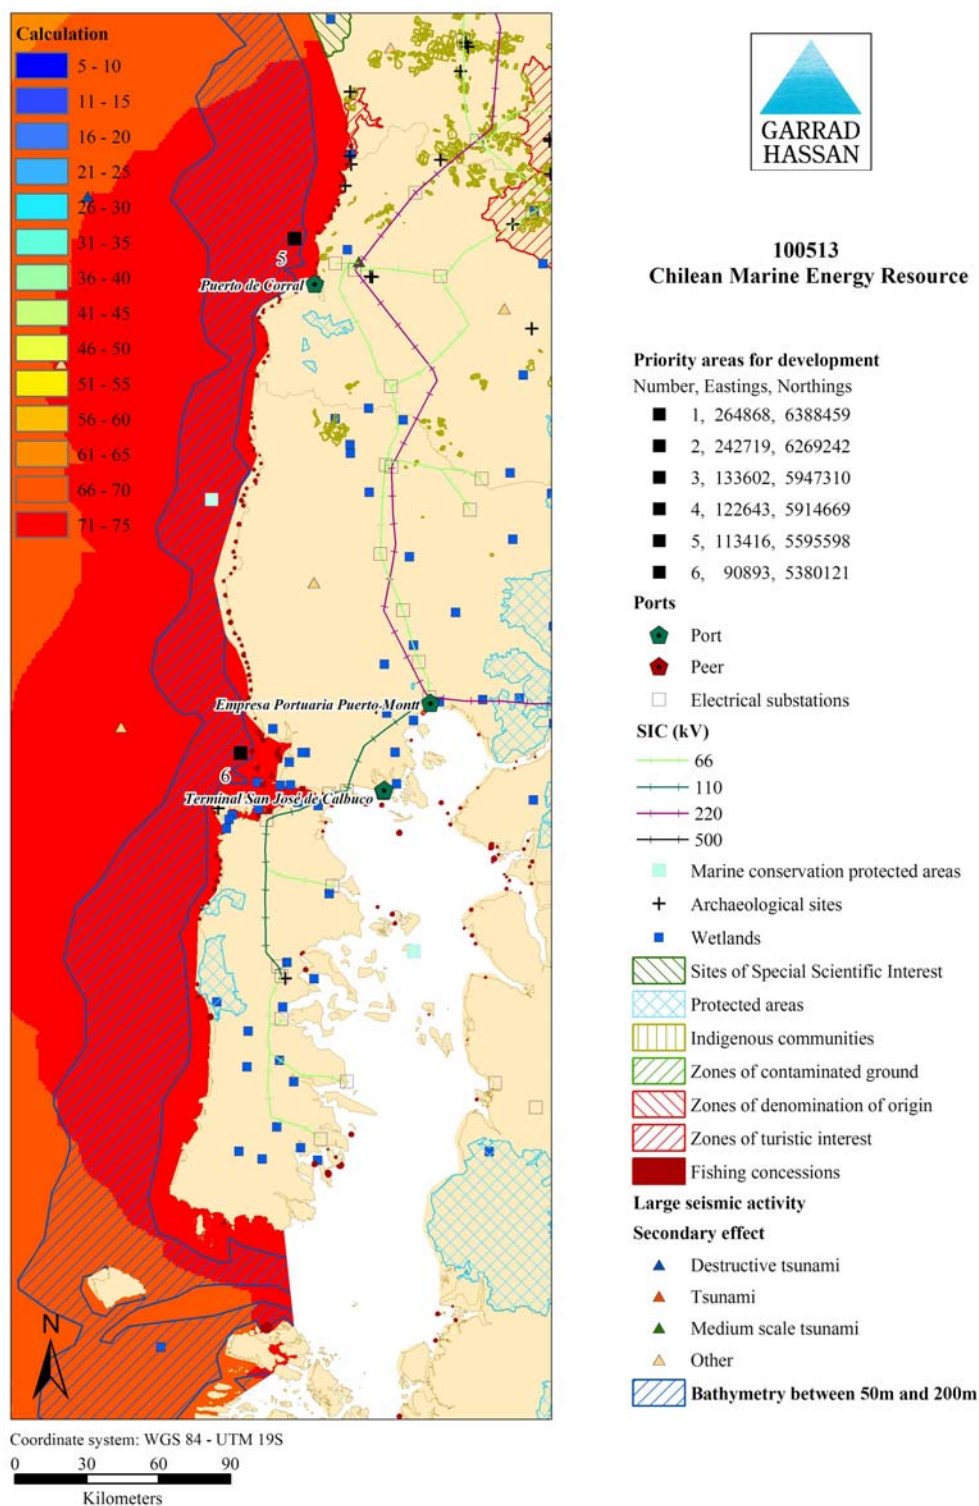 Calculation
5 - 10
11 - 15
16 - 20
21 - 25
26 - 30
31 - 35
36 - 40
41 - 45
46 - 50
51 - 55
56 - 60
61 - 65
66 - 70
71 - 75
5
Puerto de Corral
Empresa Portuaria Puerto Montt
6
Terminal San José de Calbuco
N
Coordinate system: WGS 84 - UTM 19S
0 30 60 90
Kilometers
GARRAD
HASSAN
100513
Chilean Marine Energy Resource
Priority areas for development
Number, Eastings, Northings
1, 264868, 6388459
2, 242719, 6269242
3, 133602, 5947310
4, 122643, 5914669
5, 113416, 5595598
6, 90893, 5380121
Ports
Port
Peer
Electrical substations
SIC (kV)
66
110
220
500
Marine conservation protected areas
Archaeological sites
Wetlands
Sites of Special Scientific Interest
Protected areas
Indigenous communities
Zones of contaminated ground
Zones of denomination of origin
Zones of turistic interest
Fishing concessions
Large seismic activity
Secondary effect
Destructive tsunami
Tsunami
Medium scale tsunami
Other
Bathymetry between 50m and 200m